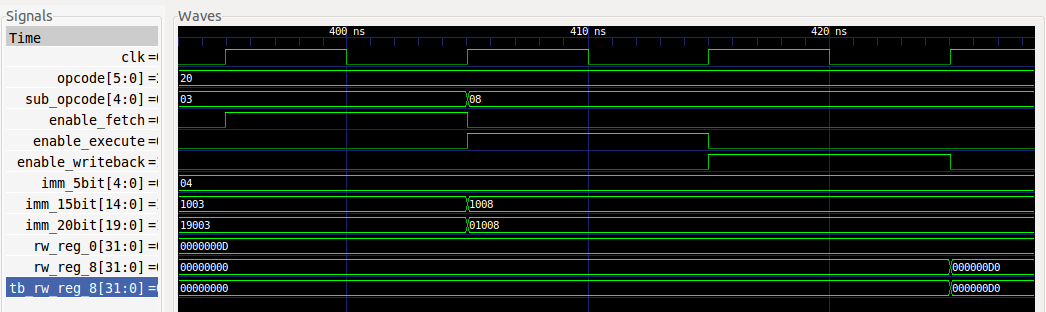 Signals
Waves
Time
400 ns 410 ns 420 ns
clk=
opcode[5:0]= 20
sub_opcode[4:0]= 03 08
enable_fetch=
enable_execute=
enable_writeback=
imm_5bit[4:0]= 04
imm_15bit[14:0]= 1003 1008
imm_20bit[19:0]= 19003 01008
rw_reg_0[31:0]= 0000000D
rw_reg_8[31:0]= 00000000 000000D0
tb_rw_reg_8[31:0]= 00000000 000000D0